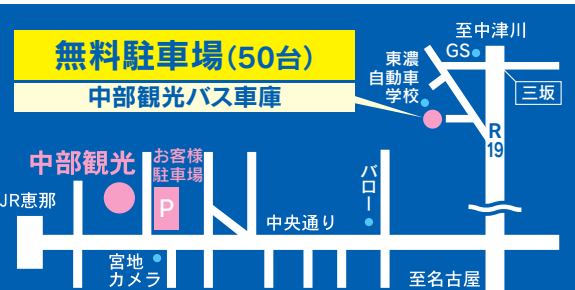 無料駐車場(50台)
中部観光バス車庫
至中津川
GS
東濃
自動車
学校
三坂
R
19
中部観光
お客様
駐車場
P
JR恵那
バロー
中央通り
宮地
カメラ
至名古屋